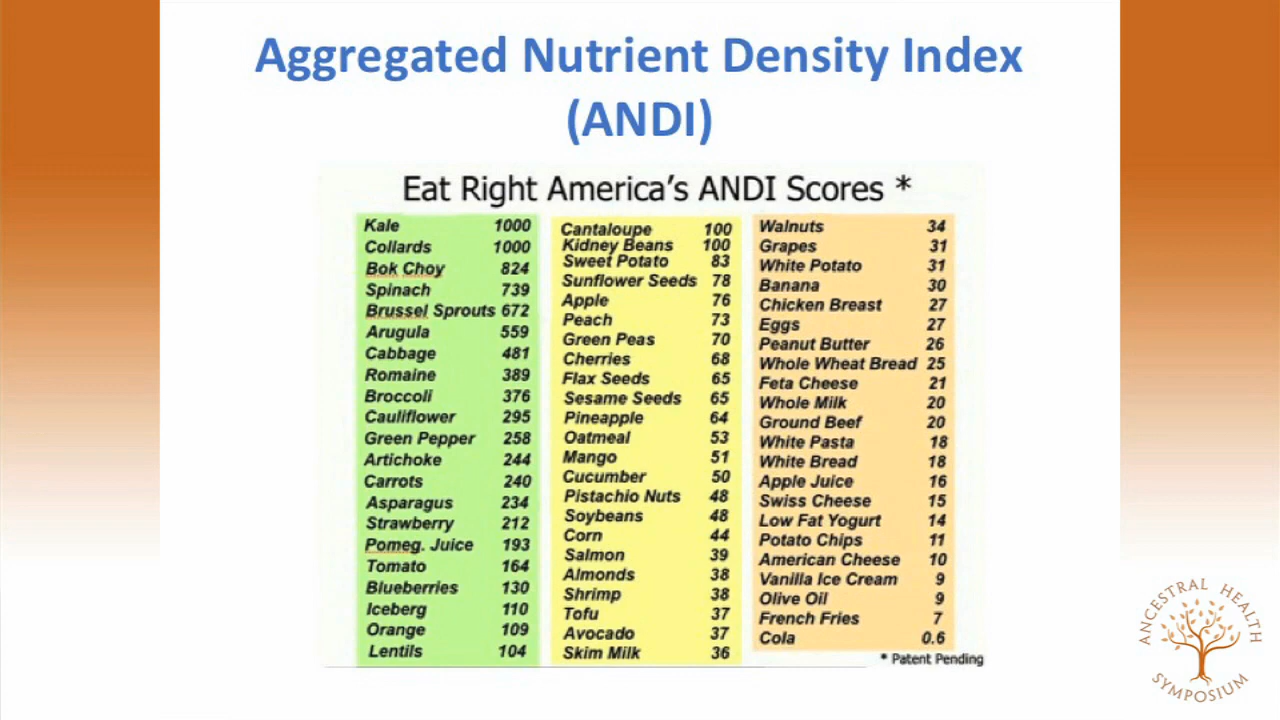 Aggregated Nutrient Density Index
(ANDI)
Eat Right America's ANDI Scores *
Kale 1000
Collards 1000
Bok Choy 824
Spinach 739
Brussel Sprouts 672
Arugula 559
Cabbage 481
Romaine 389
Broccoli 376
Cauliflower 295
Green Pepper 258
Artichoke 244
Carrots 240
Asparagus 234
Strawberry 212
Pomeg. Juice 193
Tomato 164
Blueberries 130
Iceberg 110
Orange 109
Lentils 104
Cantaloupe 100
Kidney Beans 100
Sweet Potato 83
Sunflower Seeds 78
Apple 76
Peach 73
Green Peas 70
Cherries 68
Flax Seeds 65
Sesame Seeds 65
Pineapple 64
Oatmeal 53
Mango 51
Cucumber 50
Pistachio Nuts 48
Soybeans 48
Corn 44
Salmon 39
Almonds 38
Shrimp 38
Tofu 37
Avocado 37
Skim Milk 36
Walnuts 34
Grapes 31
White Potato 31
Banana 30
Chicken Breast 27
Eggs 27
Peanut Butter 26
Whole Wheat Bread 25
Feta Cheese 21
Whole Milk 20
Ground Beef 20
White Pasta 18
White Bread 18
Apple Juice 16
Swiss Cheese 15
Low Fat Yogurt 14
Potato Chips 11
American Cheese 10
Vanilla Ice Cream 9
Olive Oil 9
French Fries 7
Cola 0.6
* Patent Pending
ANCESTRAL HEALTH
SYMPOSIUM